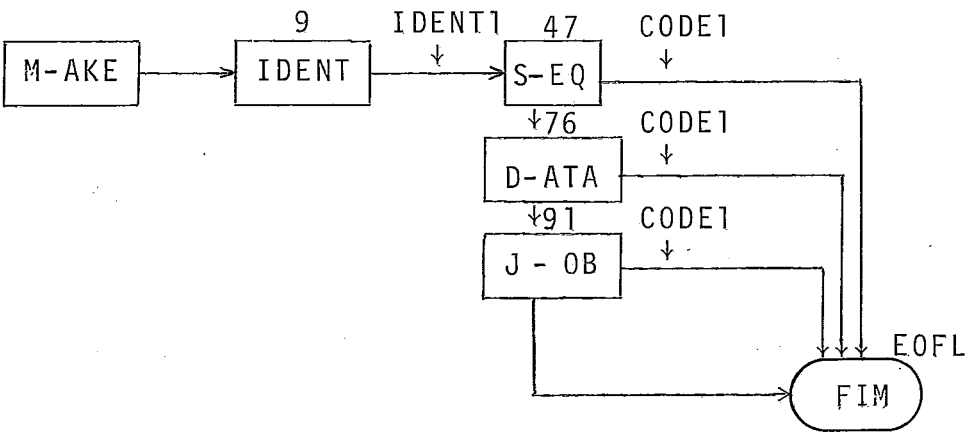 9 IDENT1 47 CODE1
M-AKE IDENT S-EQ
76 CODE1
D-ATA
91 CODE1
J-OB
EOFL
FIM